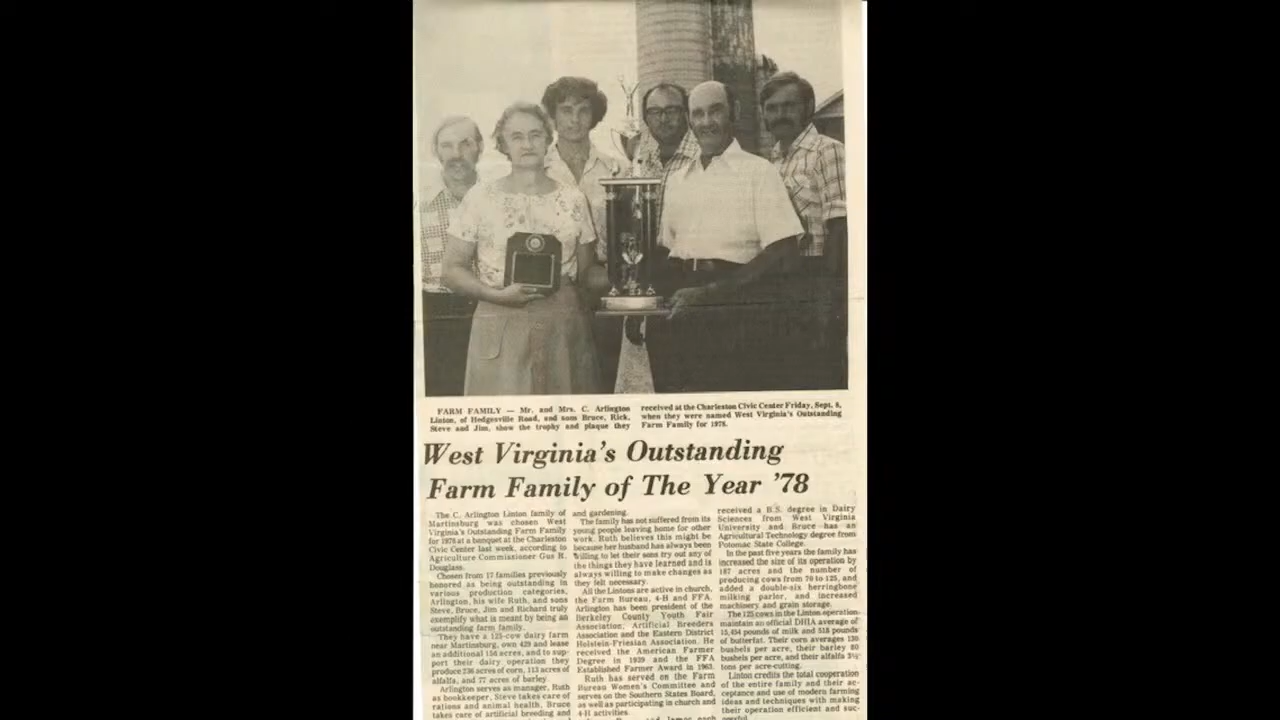 FARM FAMILY — Mr. and Mrs. C. Arlington
Linton, of Hedgesville Road, and sons Bruce, Rick,
Steve and Jim, show the trophy and plaque they
received at the Charleston Civic Center Friday, Sept. 8,
when they were named West Virginia's Outstanding
Farm Family for 1978.
West Virginia's Outstanding
Farm Family of The Year '78
The C. Arlington Linton family of
Martinsburg was chosen West
Virginia's Outstanding Farm Family
for 1978 at a banquet at the Charleston
Civic Center last week, according to
Agriculture Commissioner Gus R.
Douglass.
Chosen from 17 families previously
honored as being outstanding in
various production categories,
Arlington, his wife Ruth, and sons
Steve, Bruce, Jim and Richard truly
exemplify what is meant by being an
outstanding farm family.
They have a 125-cow dairy farm
near Martinsburg, own 429 and lease
an additional 156 acres, and to sup-
port their dairy operation they
produce 236 acres of corn, 113 acres of
alfalfa, and 77 acres of barley.
Arlington serves as manager, Ruth
as bookkeeper, Steve takes care of
rations and animal health, Bruce
takes care of artificial breeding and
and gardening.
The family has not suffered from its
young people leaving home for other
work. Ruth believes this might be
because her husband has always been
willing to let their sons try out any of
the things they have learned and is
always willing to make changes as
they felt necessary.
All the Lintons are active in church,
the Farm Bureau, 4-H and FFA.
Arlington has been president of the
Berkeley County Youth Fair
Association, Artificial Breeders
Association and the Eastern District
Holstein-Friesian Association. He
received the American Farmer
Degree in 1939 and the FFA
Established Farmer Award in 1963.
Ruth has served on the Farm
Bureau Women's Committee and
serves on the Southern States Board,
as well as participating in church and
4-H activities.
received a B.S. degree in Dairy
Sciences from West Virginia
University and Bruce has an
Agricultural Technology degree from
Potomac State College.
In the past five years the family has
increased the size of its operation by
187 acres and the number of
producing cows from 70 to 125, and
added a double-six herringbone
milking parlor, and increased
machinery and grain storage.
The 125 cows in the Linton operation
maintain an official DHIA average of
15,454 pounds of milk and 518 pounds
of butterfat. Their corn averages 130
bushels per acre, their barley 80
bushels per acre, and their alfalfa 3½
tons per acre-cutting.
Linton credits the total cooperation
of the entire family and their ac-
ceptance and use of modern farming
ideas and techniques with making
their operation efficient and suc-